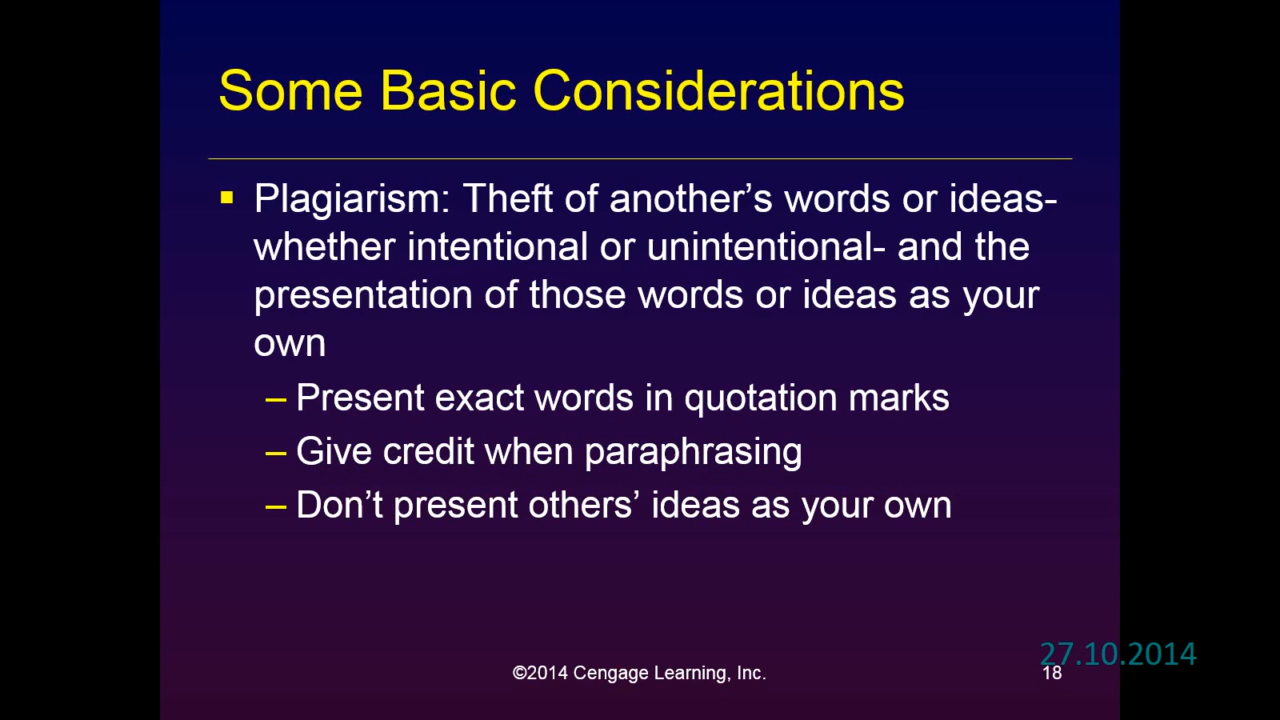 Some Basic Considerations
▪ Plagiarism: Theft of another’s words or ideas-
whether intentional or unintentional- and the
presentation of those words or ideas as your
own
– Present exact words in quotation marks
– Give credit when paraphrasing
– Don’t present others’ ideas as your own
27.10.2014
©2014 Cengage Learning, Inc.
18